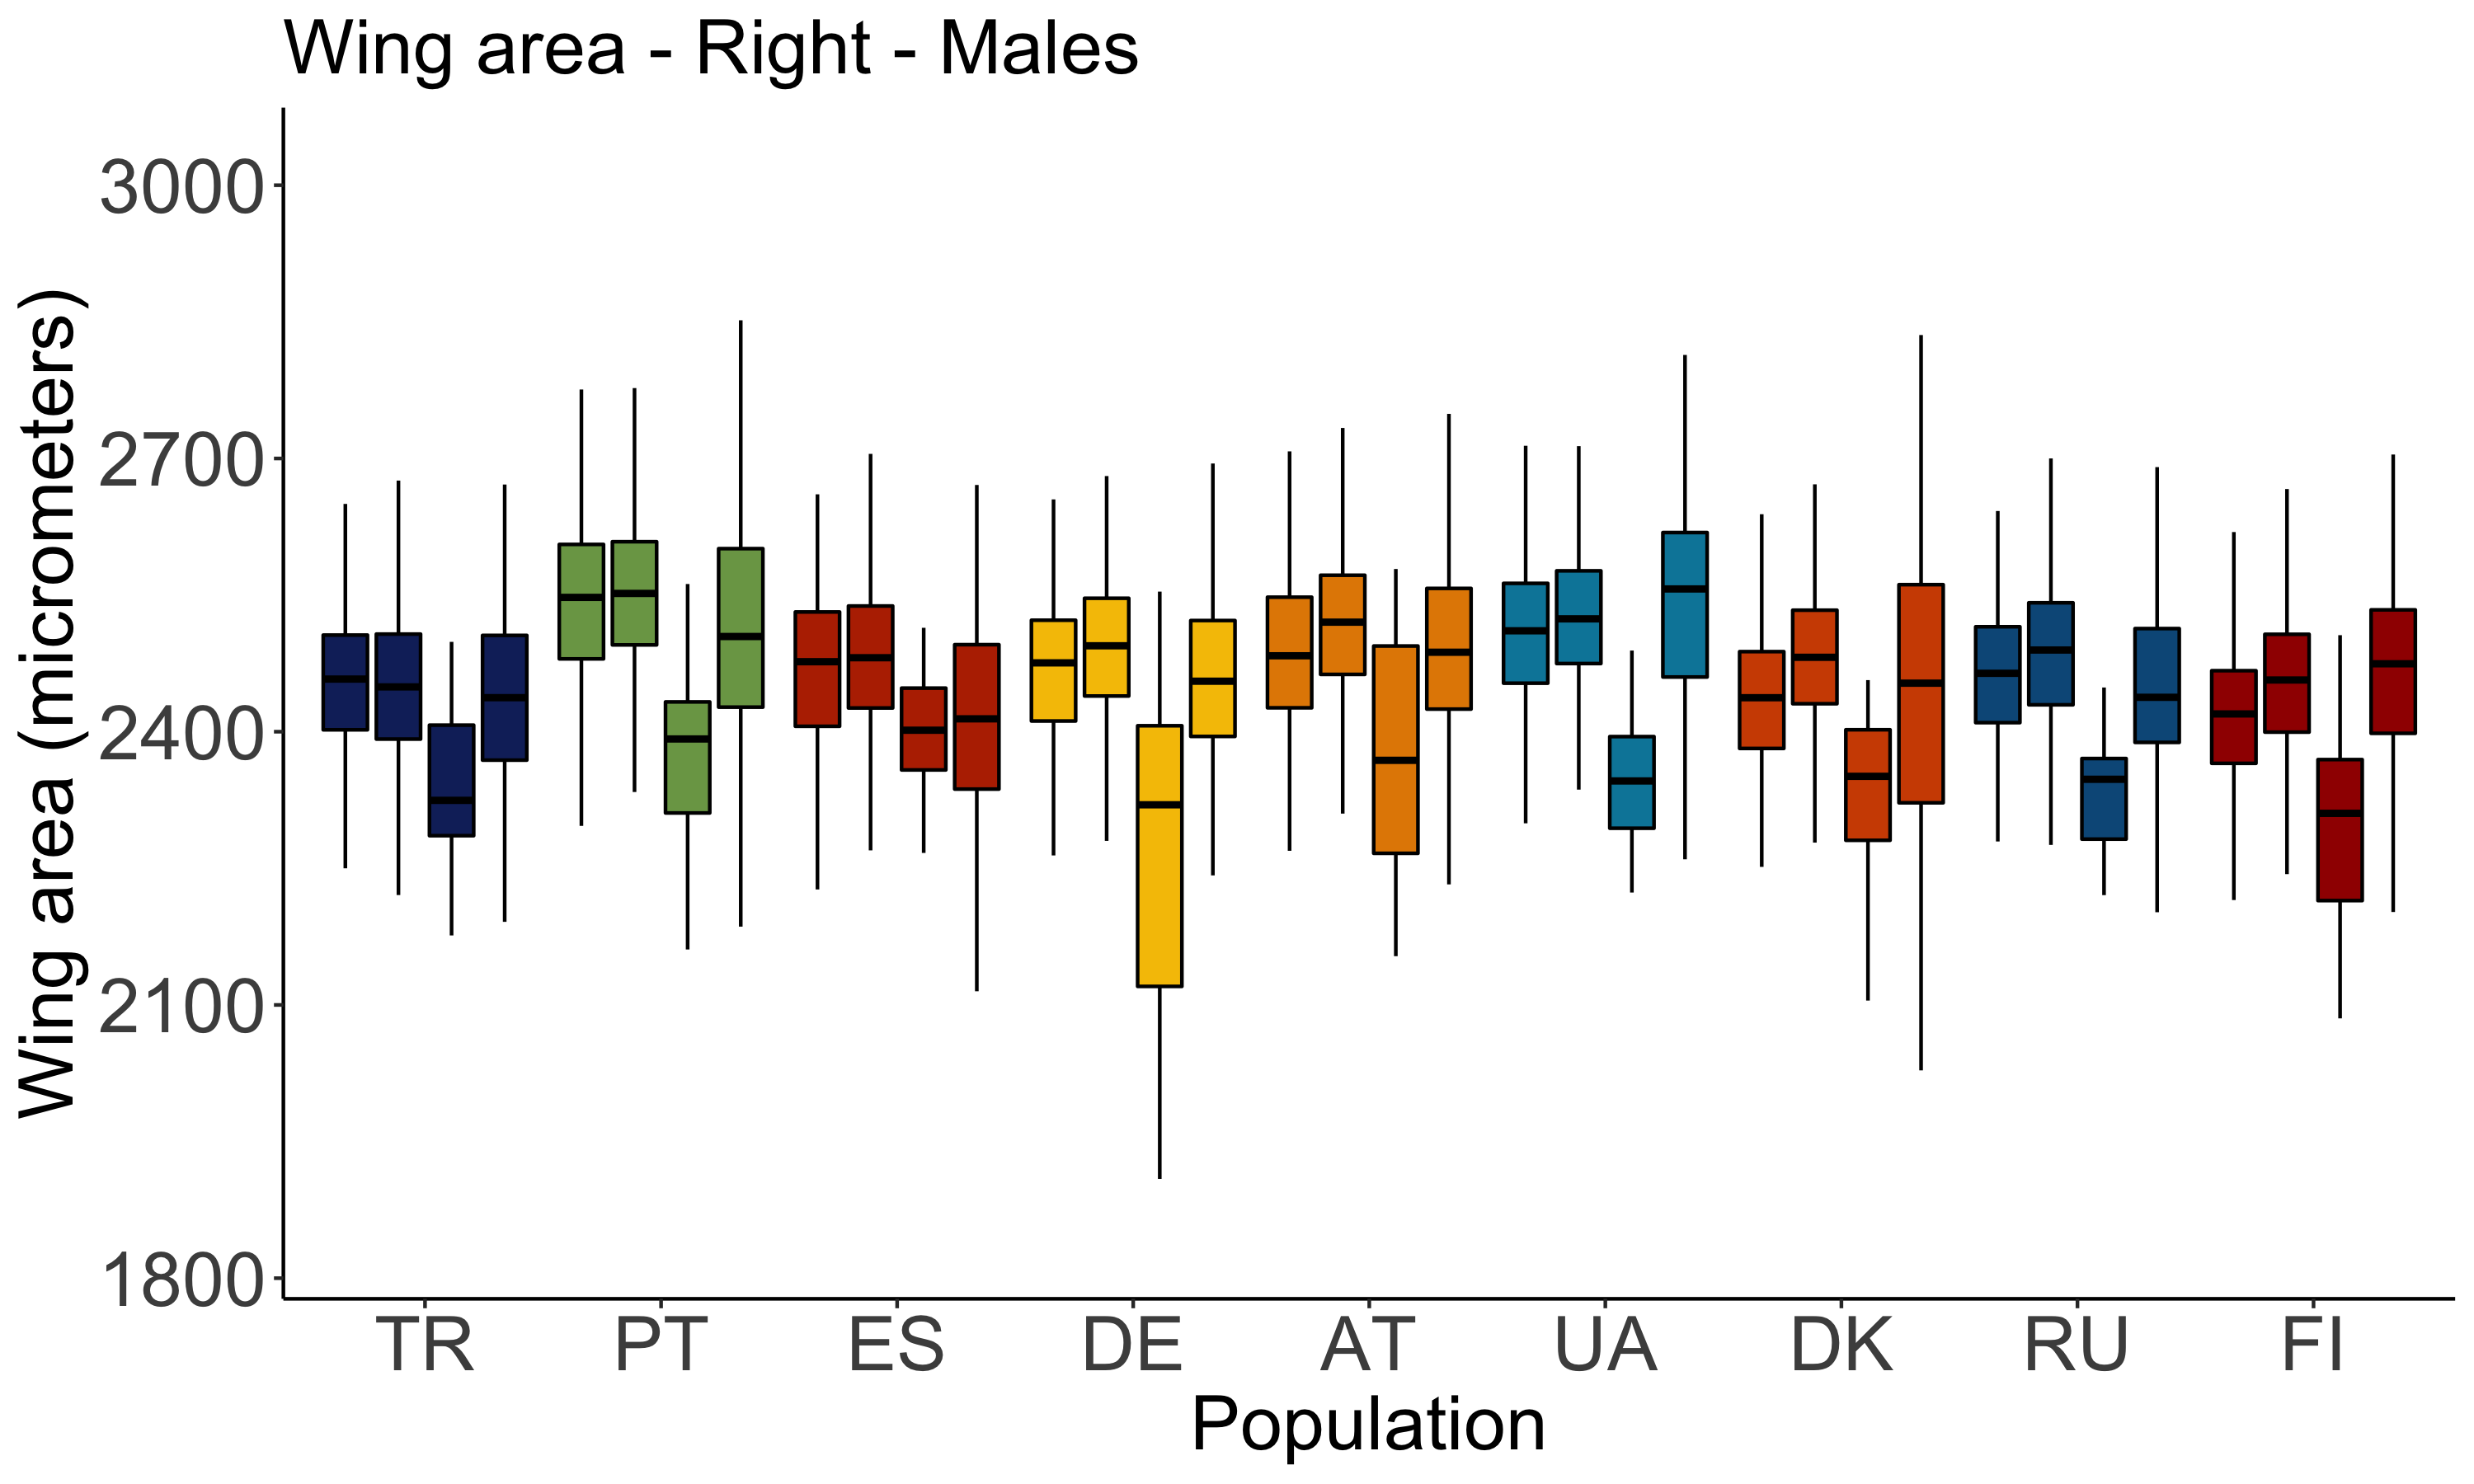 Wing area - Right - Males
Wing area (micrometers)
3000
2700
2400
2100
1800
TR PT ES DE AT UA DK RU FI
Population